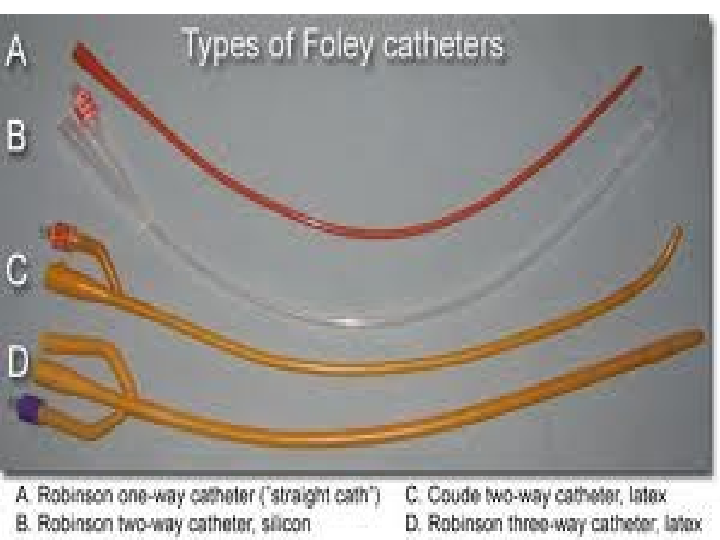 Types of Foley catheters
A
B
C
D
A. Robinson one-way catheter ("straight cath")
B. Robinson two-way catheter, silicon
C. Coude two-way catheter, latex
D. Robinson three-way catheter, latex